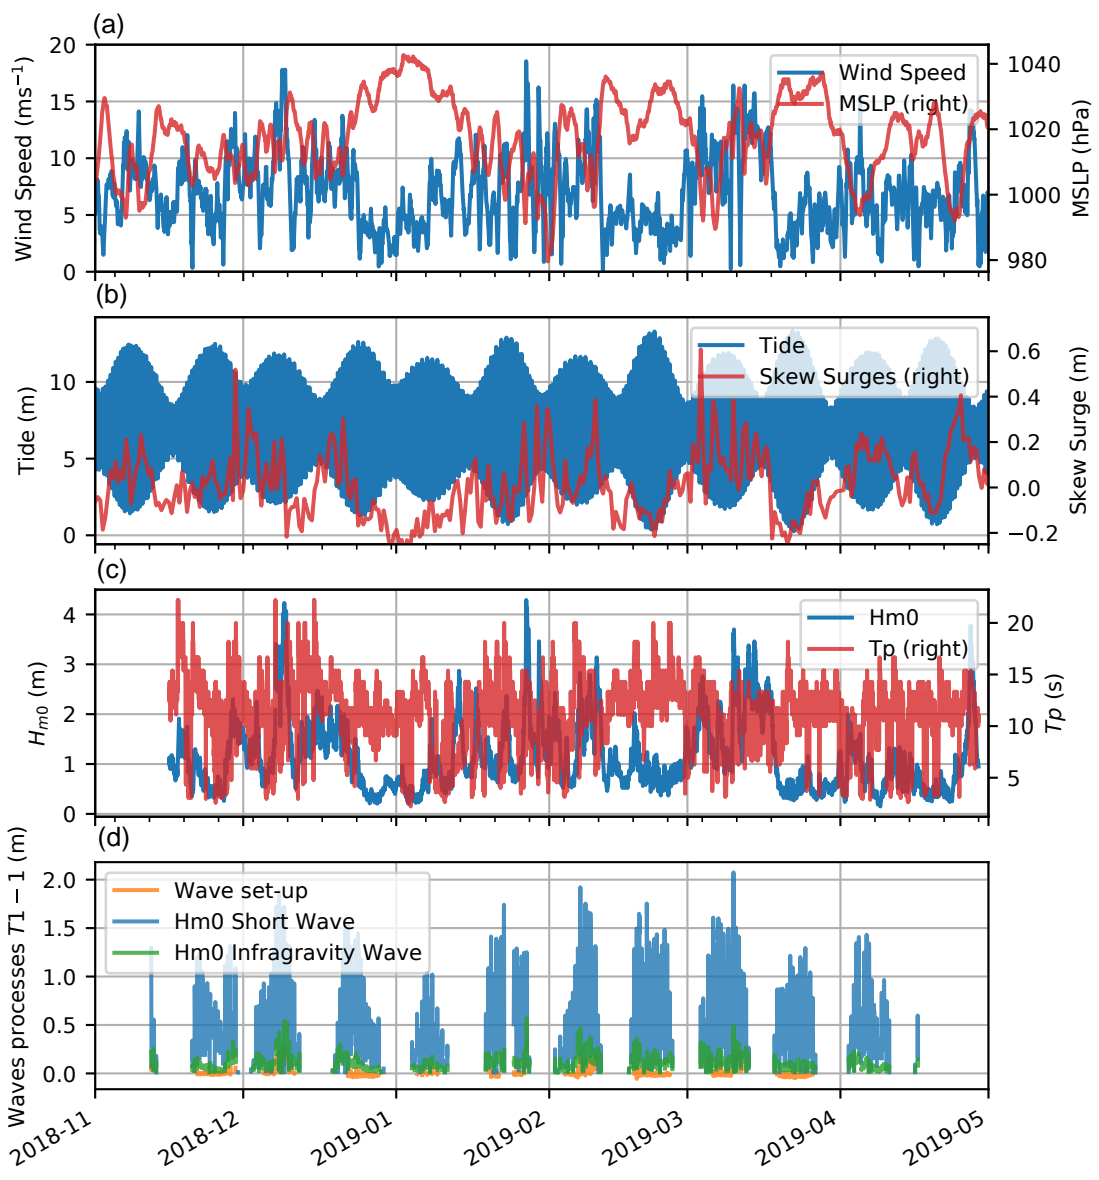 (a)
20
15
10
5
0
Wind Speed (ms⁻¹)
Wind Speed
MSLP (right)
1040
1020
1000
980
MSLP (hPa)
(b)
10
5
0
Tide (m)
Tide
Skew Surges (right)
0.6
0.4
0.2
0.0
−0.2
Skew Surge (m)
(c)
4
3
2
1
0
Hm0 (m)
Hm0
Tp (right)
20
15
10
5
Tp (s)
(d)
2.0
1.5
1.0
0.5
0.0
Waves processes T1 − 1 (m)
Wave set-up
Hm0 Short Wave
Hm0 Infragravity Wave
2018-11
2018-12
2019-01
2019-02
2019-03
2019-04
2019-05